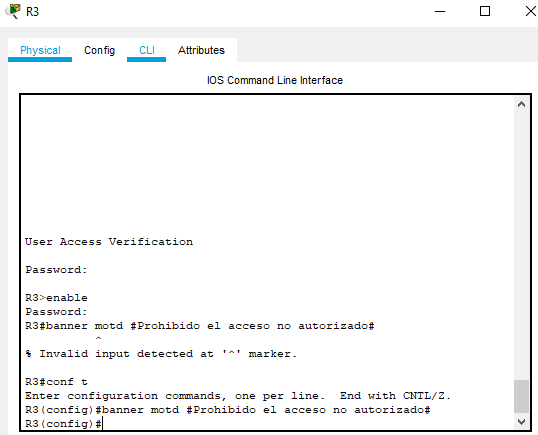 R3
Physical Config CLI Attributes
IOS Command Line Interface
User Access Verification
Password:
R3>enable
Password:
R3#banner motd #Prohibido el acceso no autorizado#
^
% Invalid input detected at '^' marker.
R3#conf t
Enter configuration commands, one per line.  End with CNTL/Z.
R3(config)#banner motd #Prohibido el acceso no autorizado#
R3(config)#